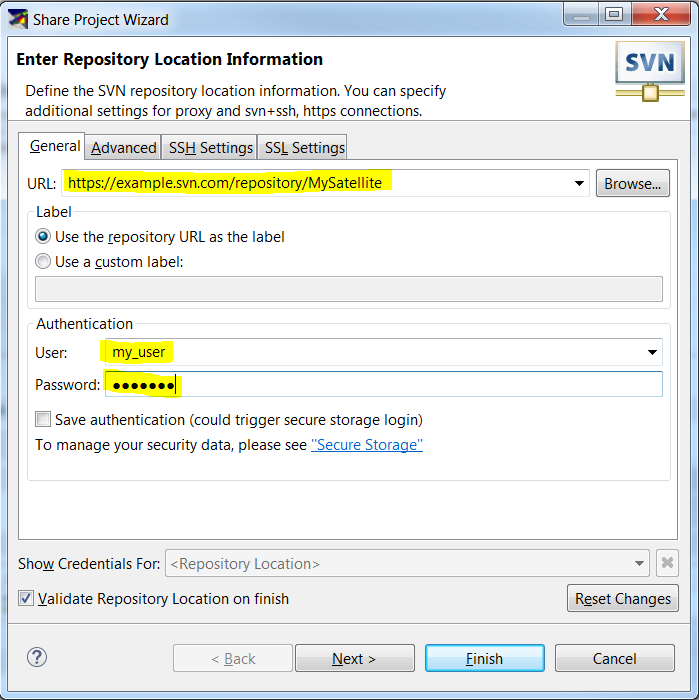 Share Project Wizard
Enter Repository Location Information
Define the SVN repository location information. You can specify
additional settings for proxy and svn+ssh, https connections.
SVN
General Advanced SSH Settings SSL Settings
URL: https://example.svn.com/repository/MySatellite Browse...
Label
Use the repository URL as the label
Use a custom label:
Authentication
User: my_user
Password: ●●●●●●●
Save authentication (could trigger secure storage login)
To manage your security data, please see "Secure Storage"
Show Credentials For: <Repository Location>
Validate Repository Location on finish Reset Changes
? < Back Next > Finish Cancel